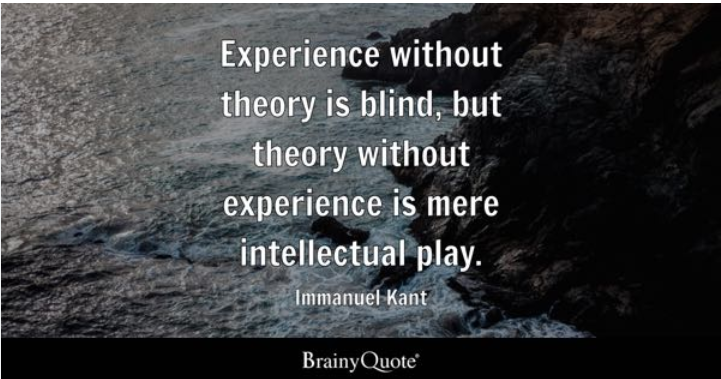 Experience without
theory is blind, but
theory without
experience is mere
intellectual play.
Immanuel Kant
BrainyQuote®